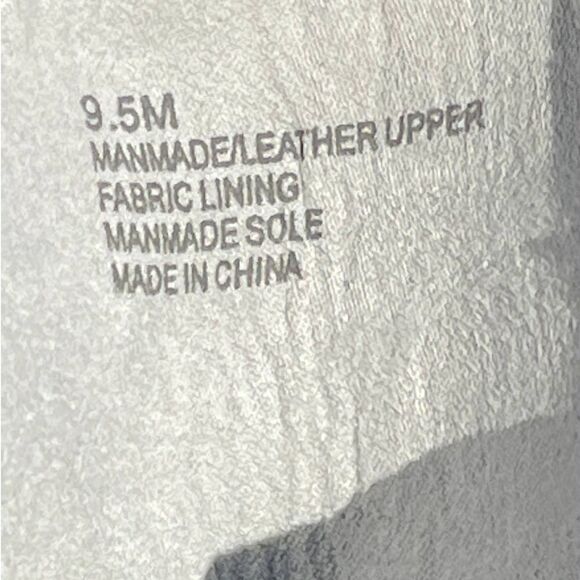 9.5M
MANMADE/LEATHER UPPER
FABRIC LINING
MANMADE SOLE
MADE IN CHINA